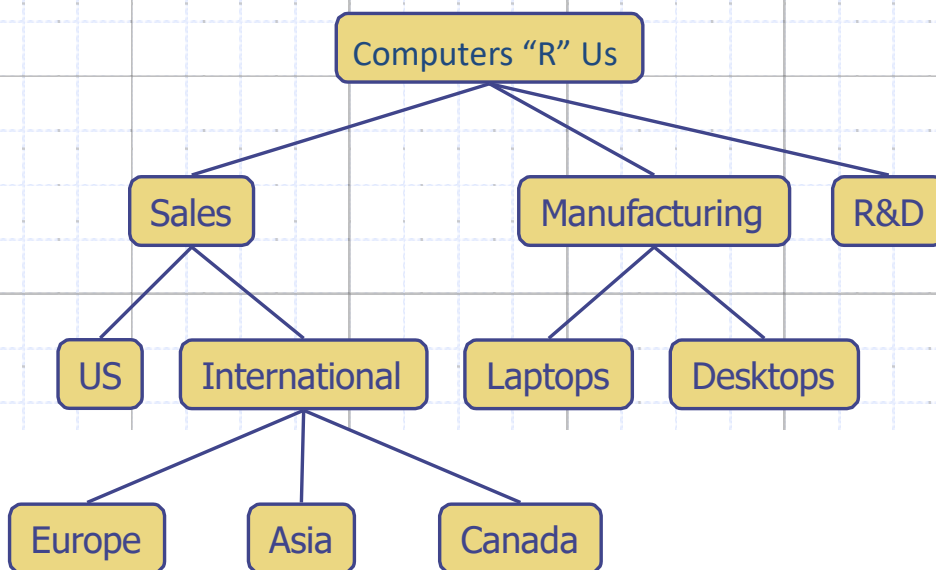 Computers “R” Us
Sales
Manufacturing
R&D
US
International
Laptops
Desktops
Europe
Asia
Canada